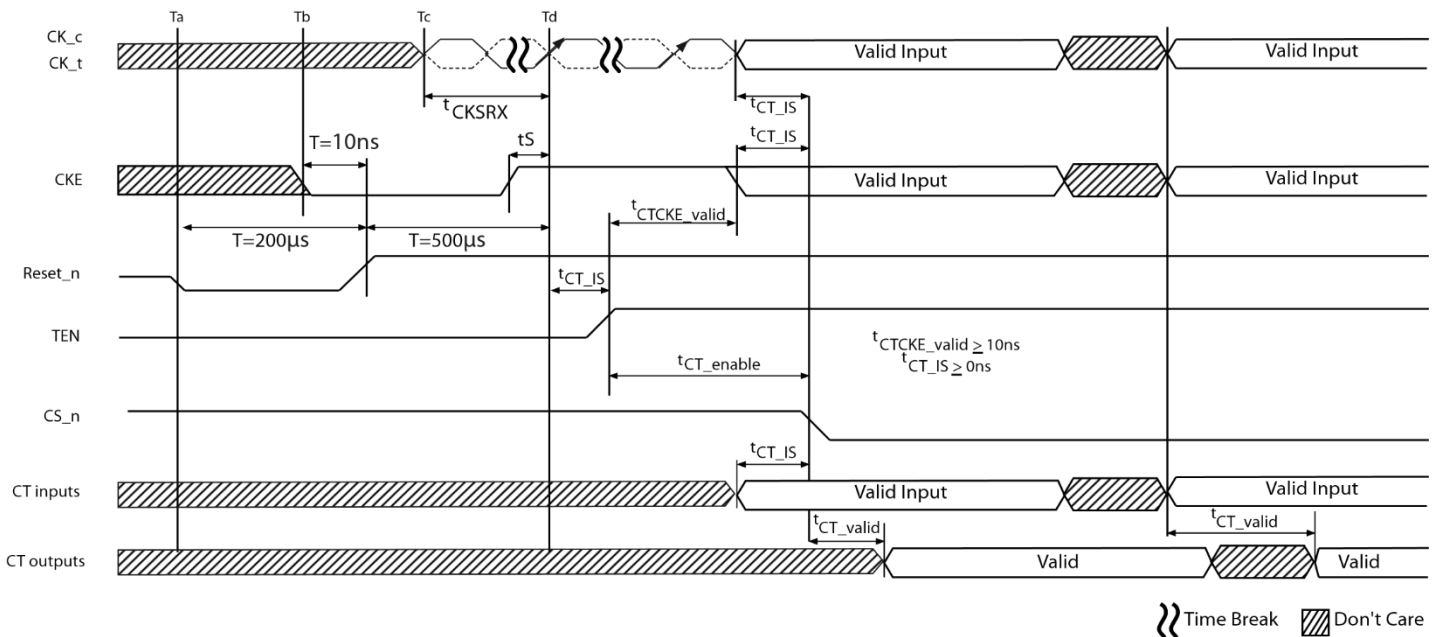 Ta Tb Tc Td
CK_c
CK_t
Valid Input Valid Input
tCKSRX
tCT_IS
T=10ns
tS
tCT_IS
CKE
Valid Input Valid Input
tCTCKE_valid
T=200µs T=500µs
Reset_n
tCT_IS
TEN
tCTCKE_valid ≥ 10ns
tCT_IS ≥ 0ns
tCT_enable
CS_n
tCT_IS
CT inputs
Valid Input Valid Input
tCT_valid tCT_valid
CT outputs
Valid Valid
Time Break Don't Care